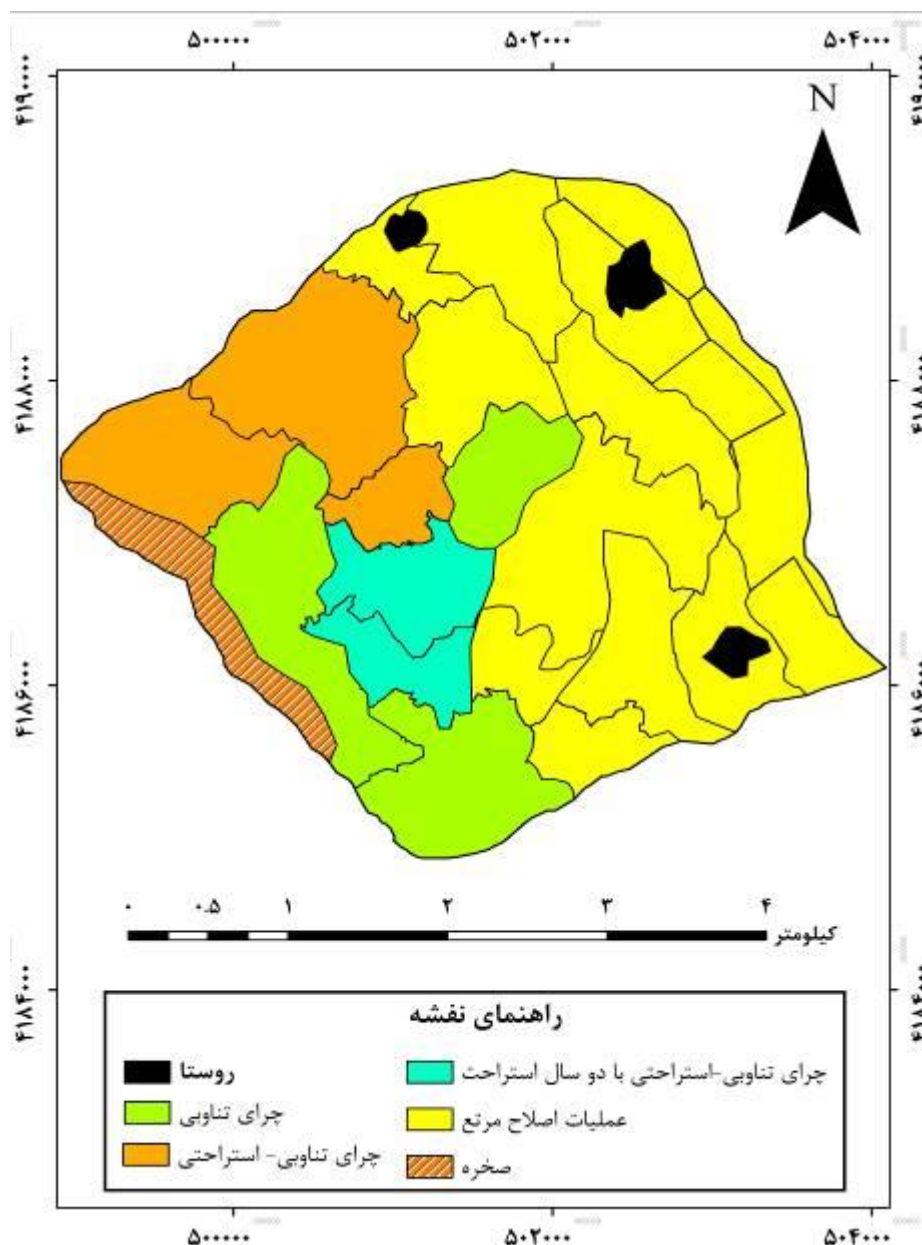 ۵۰۰۰۰۰ ۵۰۲۰۰۰ ۵۰۴۰۰۰
۴۱۹۰۰۰۰ ۴۱۹۰۰۰۰
N
۴۱۸۸۰۰۰ ۴۱۸۸۰۰۰
۴۱۸۶۰۰۰ ۴۱۸۶۰۰۰
۰ ۰.۵ ۱ ۲ ۳ ۴
کیلومتر
۴۱۸۴۰۰۰ ۴۱۸۴۰۰۰
راهنمای نقشه
روستا
چرای تناوبی-استراحتی با دو سال استراحت
چرای تناوبی
عملیات اصلاح مرتع
چرای تناوبی- استراحتی
صخره
۵۰۰۰۰۰ ۵۰۲۰۰۰ ۵۰۴۰۰۰